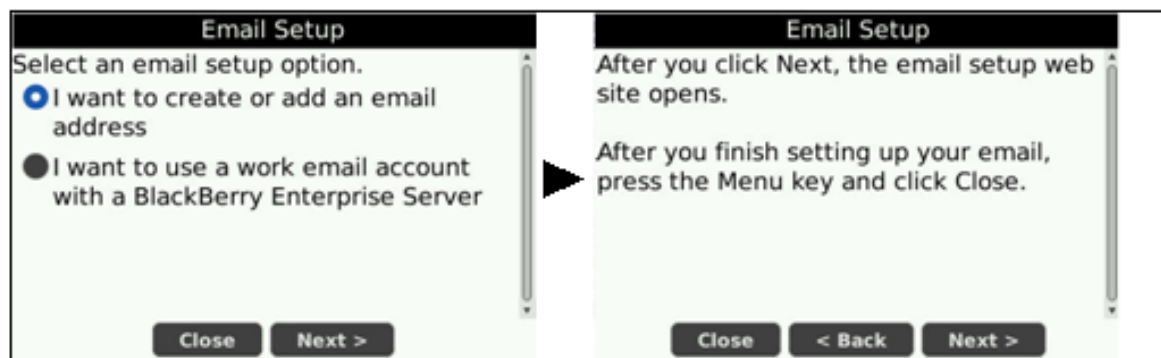 Email Setup
Select an email setup option.
I want to create or add an email
address
I want to use a work email account
with a BlackBerry Enterprise Server
Close
Next >
Email Setup
After you click Next, the email setup web
site opens.
After you finish setting up your email,
press the Menu key and click Close.
Close
< Back
Next >